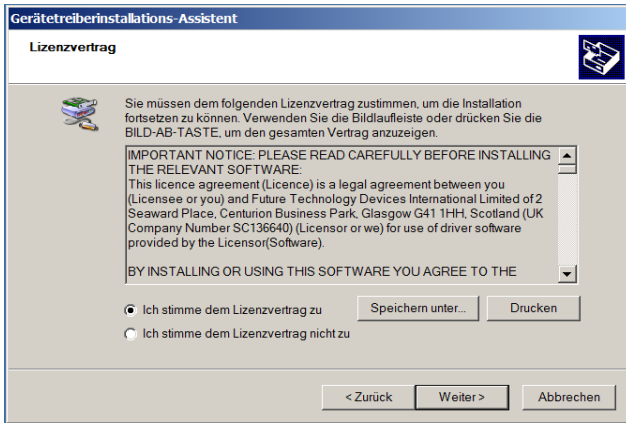 Gerätetreiberinstallations-Assistent
Lizenzvertrag
Sie müssen dem folgenden Lizenzvertrag zustimmen, um die Installation
fortsetzen zu können. Verwenden Sie die Bildlaufleiste oder drücken Sie die
BILD-AB-TASTE, um den gesamten Vertrag anzuzeigen.
IMPORTANT NOTICE: PLEASE READ CAREFULLY BEFORE INSTALLING
THE RELEVANT SOFTWARE:
This licence agreement (Licence) is a legal agreement between you
(Licensee or you) and Future Technology Devices International Limited of 2
Seaward Place, Centurion Business Park, Glasgow G41 1HH, Scotland (UK
Company Number SC136640) (Licensor or we) for use of driver software
provided by the Licensor(Software).
BY INSTALLING OR USING THIS SOFTWARE YOU AGREE TO THE
Ich stimme dem Lizenzvertrag zu
Speichern unter...
Drucken
Ich stimme dem Lizenzvertrag nicht zu
< Zurück
Weiter >
Abbrechen